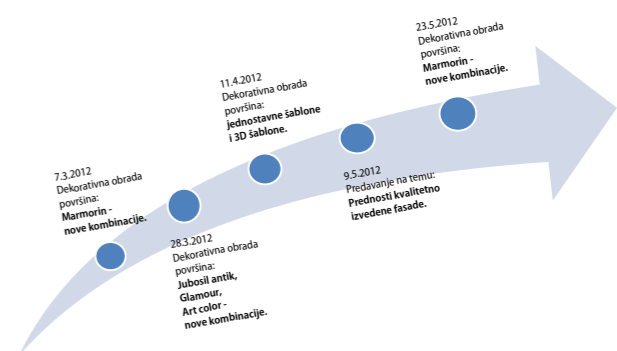 7.3.2012
Dekorativna obrada
površina:
Marmorin -
nove kombinacije.
28.3.2012
Dekorativna obrada
površina:
Jubosil antik,
Glamour,
Art color -
nove kombinacije.
11.4.2012
Dekorativna obrada
površina:
jednostavne šablone
i 3D šablone.
9.5.2012
Predavanje na temu:
Prednosti kvalitetno
izvedene fasade.
23.5.2012
Dekorativna obrada
površina:
Marmorin -
nove kombinacije.